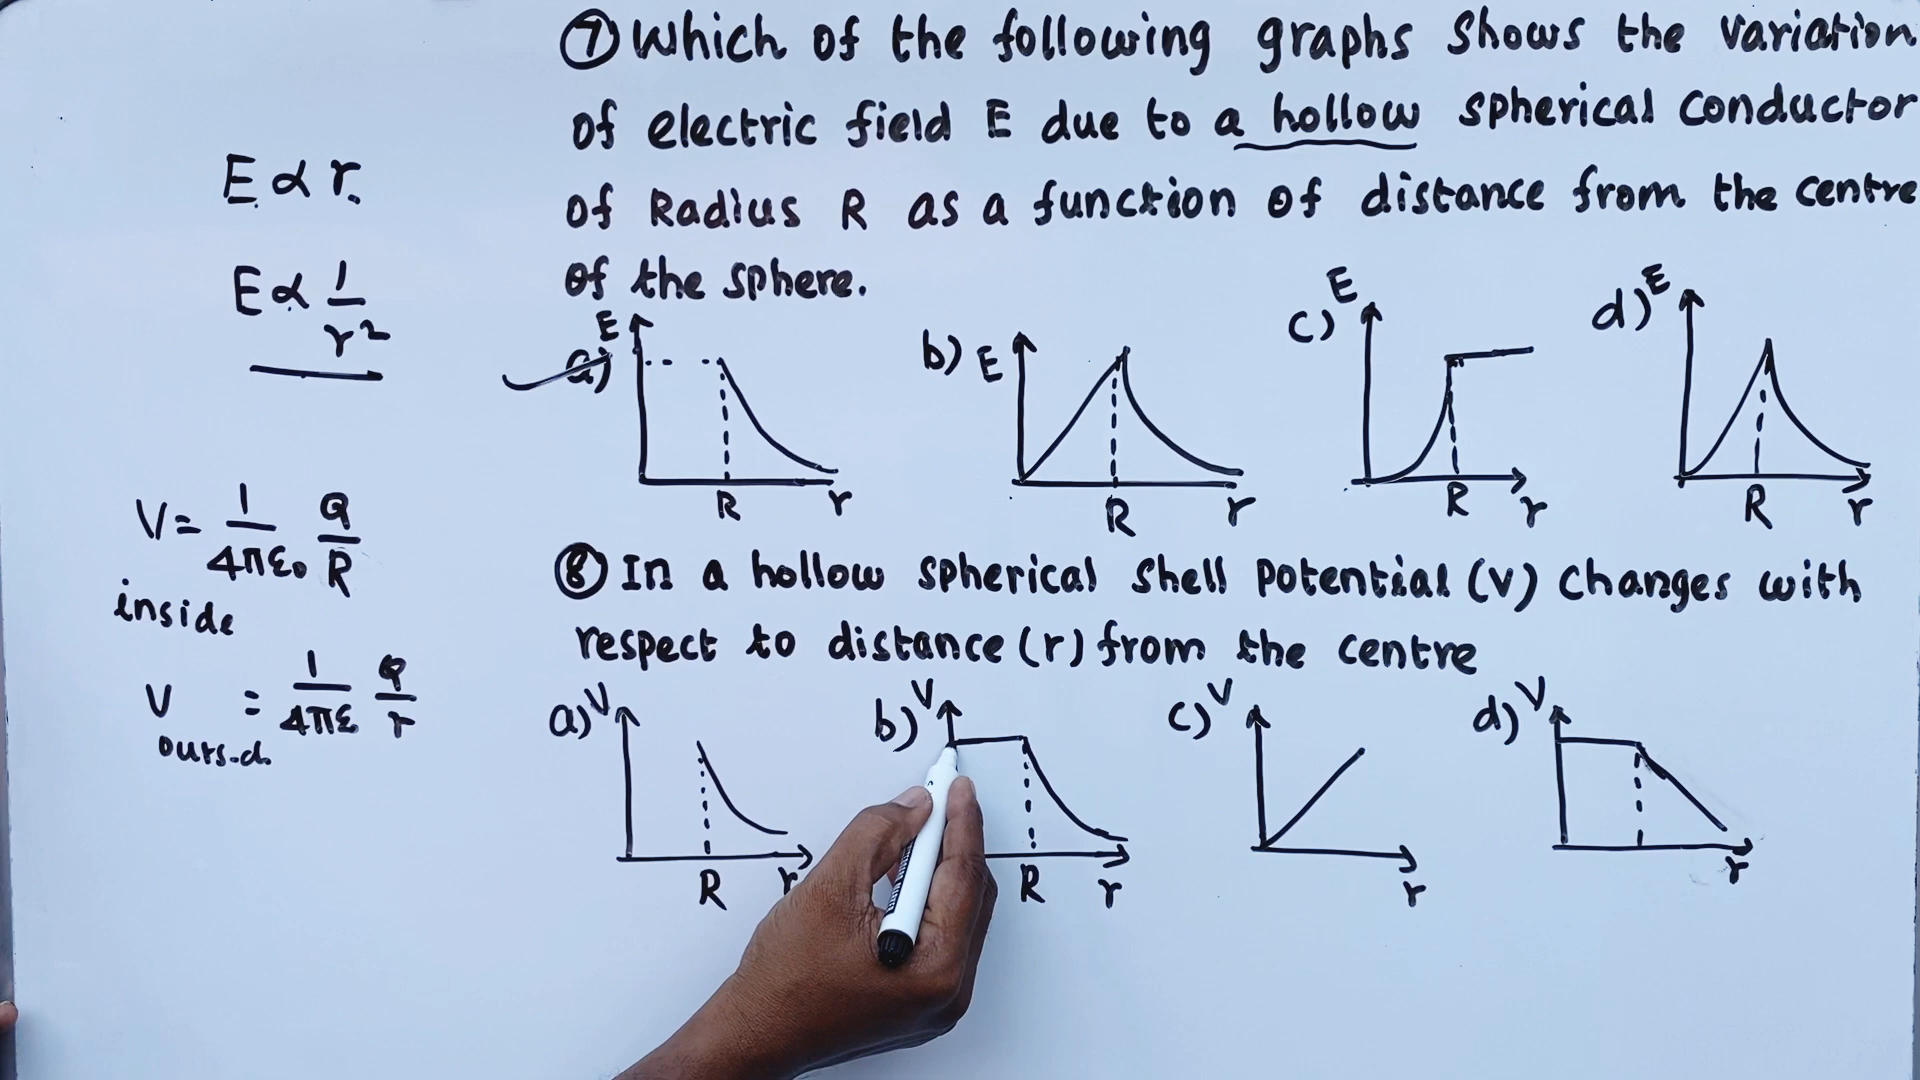 ⑦ Which of the following graphs shows the variation
of electric field E due to a hollow spherical conductor
of Radius R as a function of distance from the centre
of the sphere.
a) E R r
b) E R r
c) E R r
d) E R r
⑧ In a hollow spherical shell potential (V) changes with
respect to distance (r) from the centre
a) V R r
b) V R r
c) V r
d) V r
E ∝ r.
E ∝ 1/r²
V = 1/4πε₀ Q/R
inside
V = 1/4πε Q/r